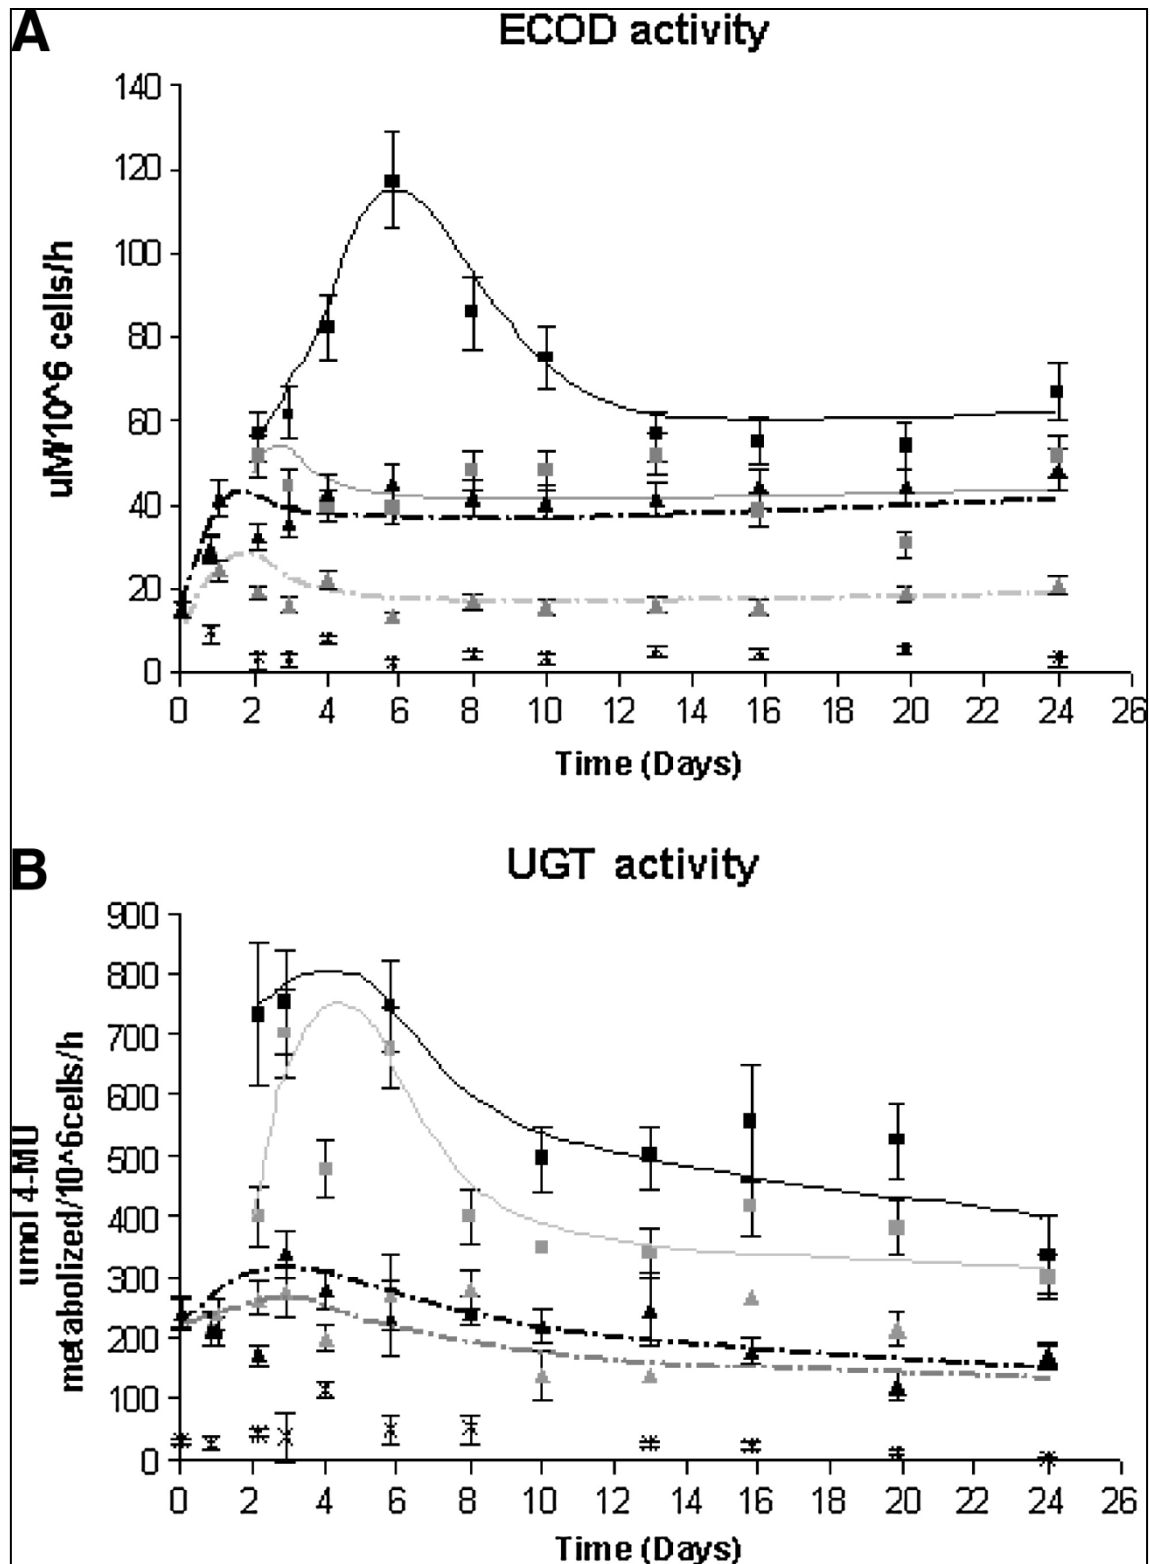 A
ECOD activity
140
120
100
80
60
40
20
0
uM/10^6 cells/h
0 2 4 6 8 10 12 14 16 18 20 22 24 26
Time (Days)
B
UGT activity
900
800
700
600
500
400
300
200
100
0
umol 4-MU
metabolized/10^6cells/h
0 2 4 6 8 10 12 14 16 18 20 22 24 26
Time (Days)